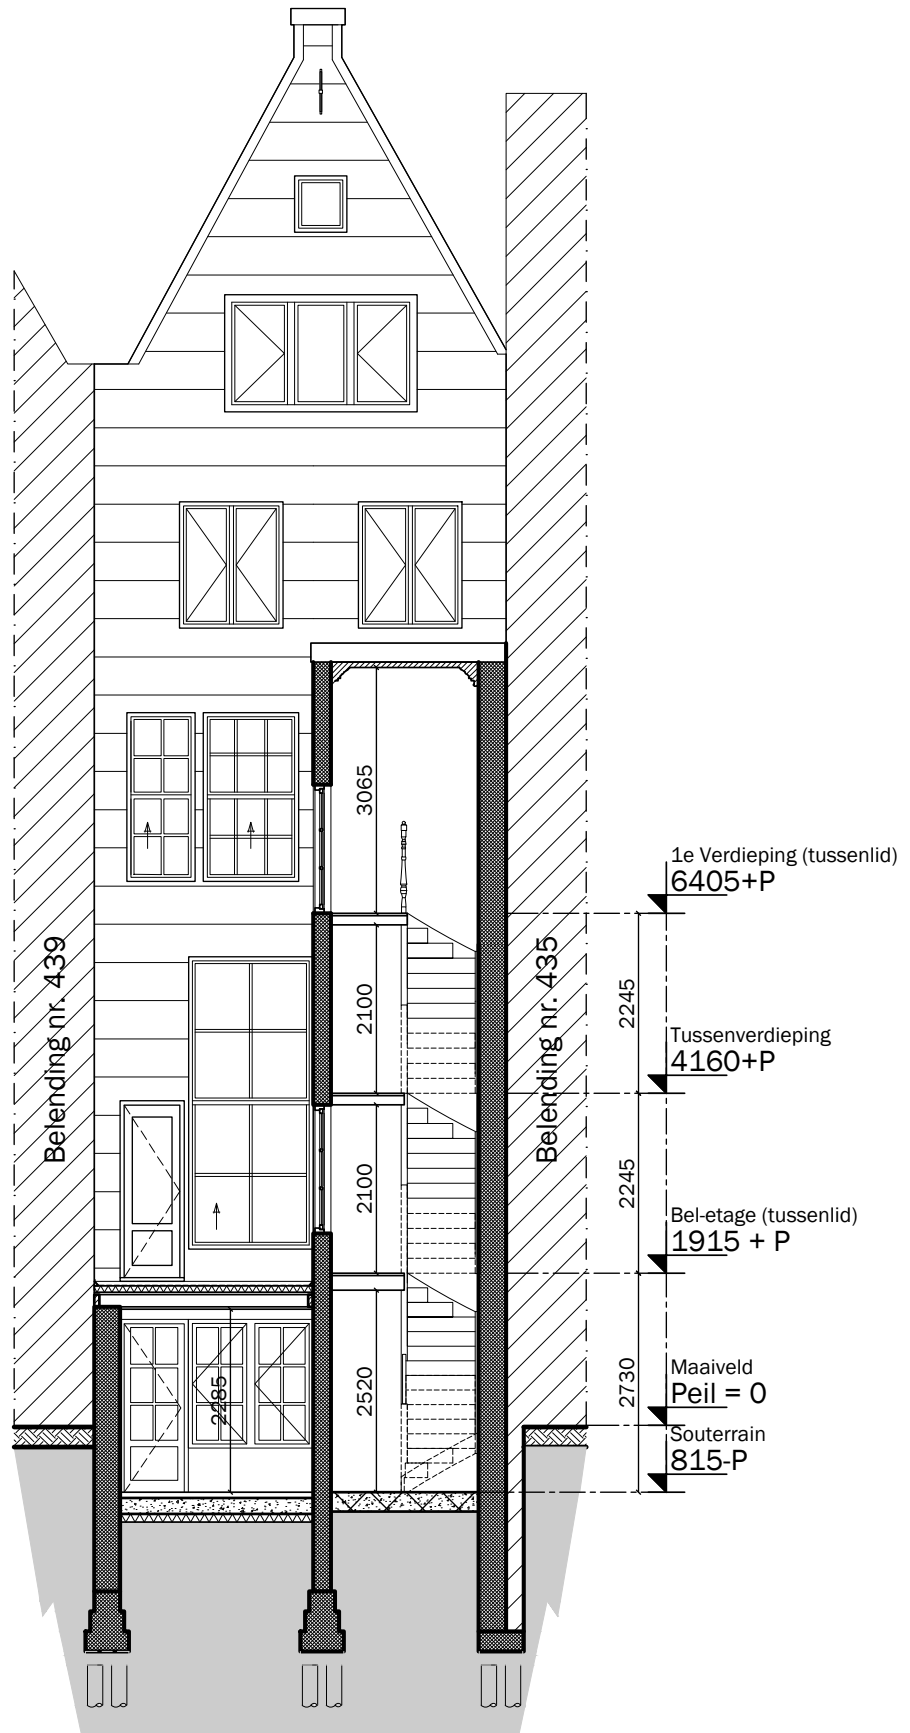 3065
1e Verdieping (tussenlid)
6405+P
Belending nr. 439
Belending nr. 435
2100
2245
Tussenverdieping
4160+P
2100
2245
Bel-etage (tussenlid)
1915 + P
2285
2520
2730
Maaiveld
Peil = 0
Souterrain
815-P